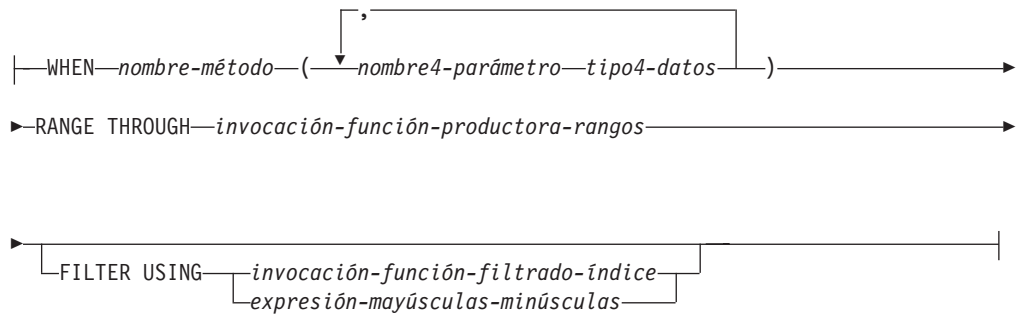 ,
WHEN nombre-método ( nombre4-parámetro tipo4-datos )
RANGE THROUGH invocación-función-productora-rangos
FILTER USING invocación-función-filtrado-índice
expresión-mayúsculas-minúsculas